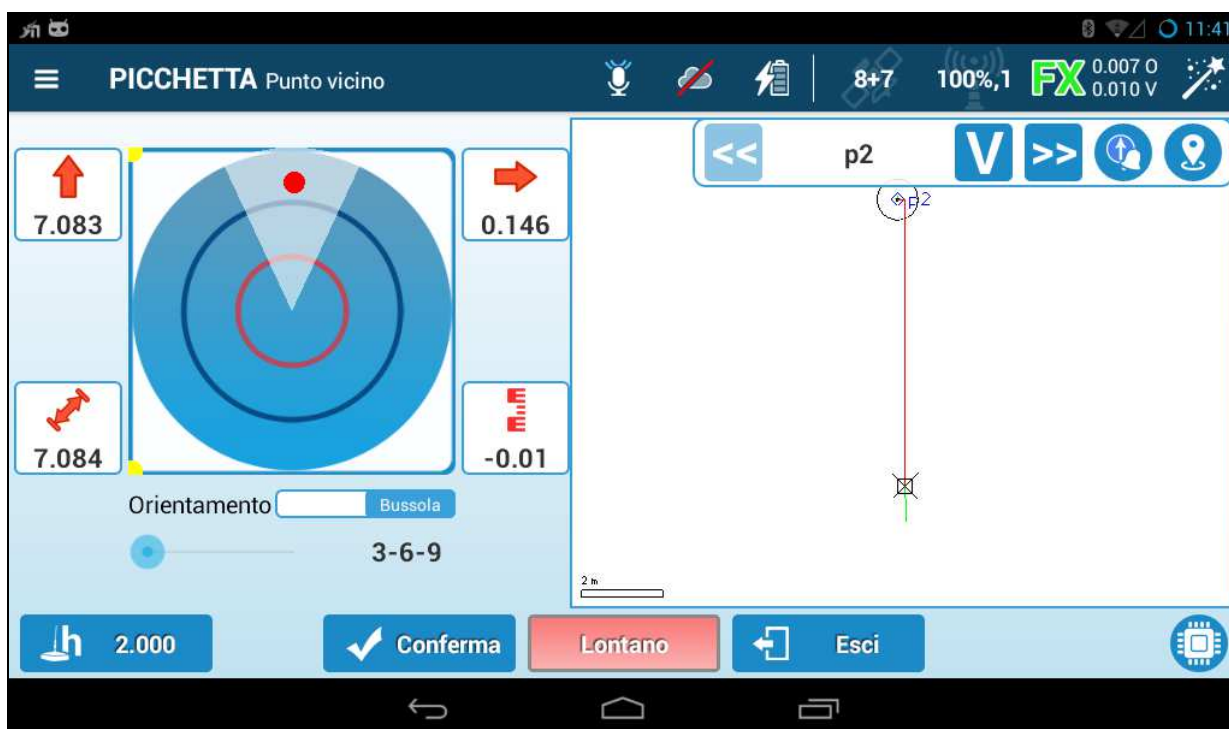 11:41
PICCHETTA Punto vicino
8+7
100%,1
FX
0.007 O
0.010 V
<<
p2
V
>>
7.083
0.146
p2
7.084
-0.01
Orientamento
Bussola
3-6-9
2 m
h
2.000
Conferma
Lontano
Esci